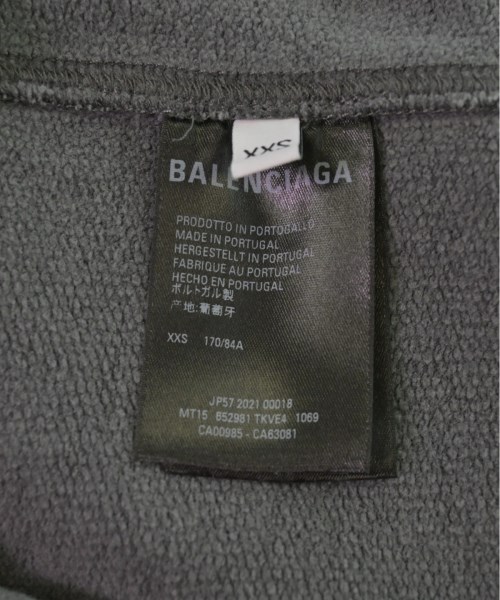 XXS
BALENCIAGA
PRODOTTO IN PORTOGALLO
MADE IN PORTUGAL
HERGESTELLT IN PORTUGAL
FABRIQUE AU PORTUGAL
HECHO EN PORTUGAL
ポルトガル製
产地:葡萄牙
XXS 170/84A
JP57 2021 00018
MT15 652981 TKVE4 1069
CA00985 - CA63081